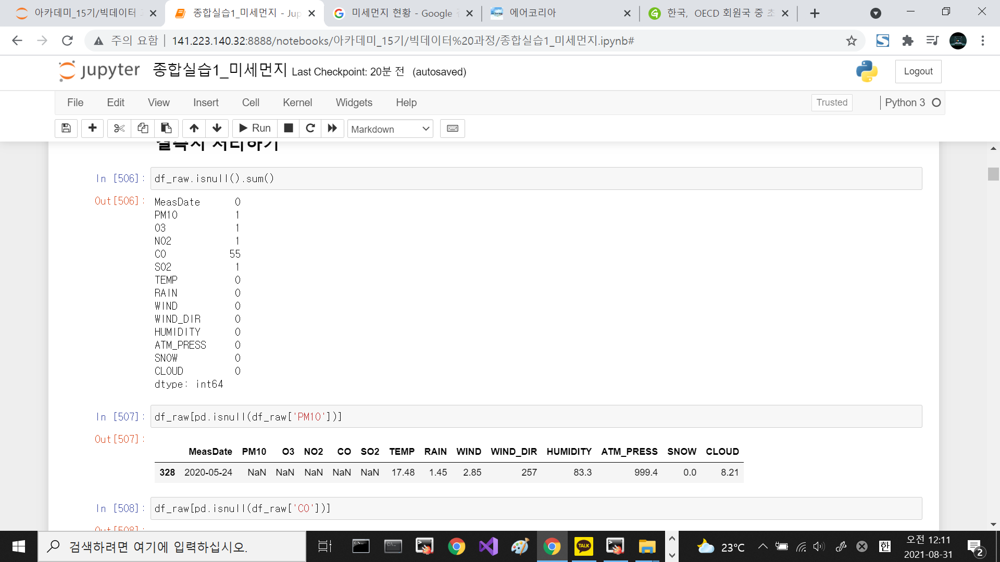 아카데미_15기/빅데이터
종합실습1_미세먼지 - Jup
미세먼지 현황 - Google
에어코리아
한국, OECD 회원국 중 초
주의 요함 | 141.223.140.32:8888/notebooks/아카데미_15기/빅데이터%20과정/종합실습1_미세먼지.ipynb#
jupyter 종합실습1_미세먼지 Last Checkpoint: 20분 전 (autosaved)
Logout
File Edit View Insert Cell Kernel Widgets Help
Trusted
Python 3
Run
Markdown
결측치 처리하기
In [506]: df_raw.isnull().sum()
Out[506]: MeasDate 0
PM10 1
O3 1
NO2 1
CO 55
SO2 1
TEMP 0
RAIN 0
WIND 0
WIND_DIR 0
HUMIDITY 0
ATM_PRESS 0
SNOW 0
CLOUD 0
dtype: int64
In [507]: df_raw[pd.isnull(df_raw['PM10'])]
Out[507]:
MeasDate PM10 O3 NO2 CO SO2 TEMP RAIN WIND WIND_DIR HUMIDITY ATM_PRESS SNOW CLOUD
328 2020-05-24 NaN NaN NaN NaN NaN 17.48 1.45 2.85 257 83.3 999.4 0.0 8.21
In [508]: df_raw[pd.isnull(df_raw['CO'])]
Out[508]:
검색하려면 여기에 입력하십시오.
TALK
23°C
한
오전 12:11
2021-08-31
2